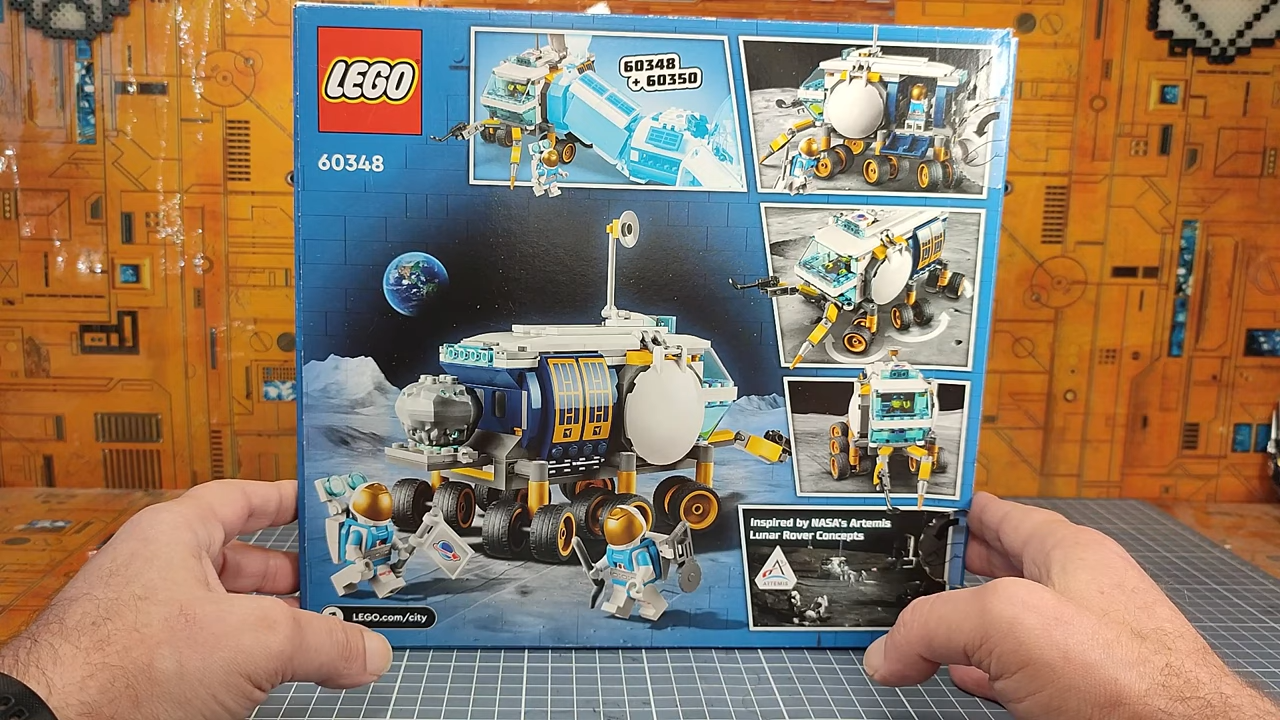 LEGO
60348
60348
+ 60350
Inspired by NASA's Artemis
Lunar Rover Concepts
ARTEMIS
LEGO.com/city